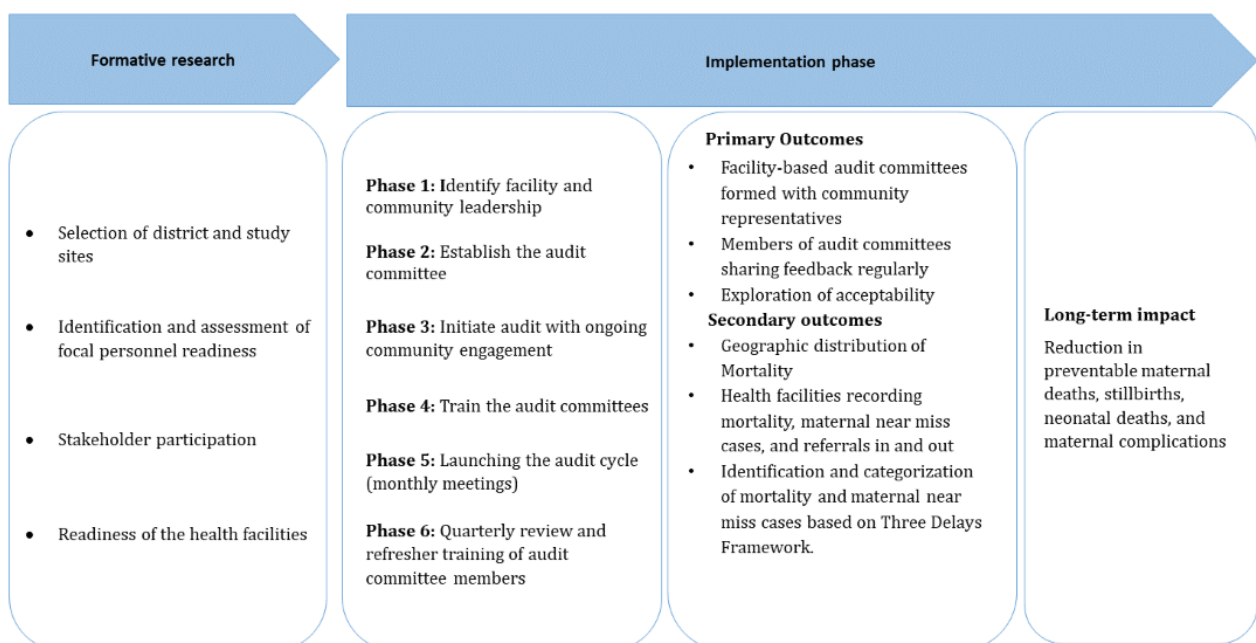 Formative research
Implementation phase
• Selection of district and study
sites
• Identification and assessment of
focal personnel readiness
• Stakeholder participation
• Readiness of the health facilities
Phase 1: Identify facility and
community leadership
Phase 2: Establish the audit
committee
Phase 3: Initiate audit with ongoing
community engagement
Phase 4: Train the audit committees
Phase 5: Launching the audit cycle
(monthly meetings)
Phase 6: Quarterly review and
refresher training of audit
committee members
Primary Outcomes
• Facility-based audit committees
formed with community
representatives
• Members of audit committees
sharing feedback regularly
• Exploration of acceptability
Secondary outcomes
• Geographic distribution of
Mortality
• Health facilities recording
mortality, maternal near miss
cases, and referrals in and out
• Identification and categorization
of mortality and maternal near
miss cases based on Three Delays
Framework.
Long-term impact
Reduction in
preventable maternal
deaths, stillbirths,
neonatal deaths, and
maternal complications